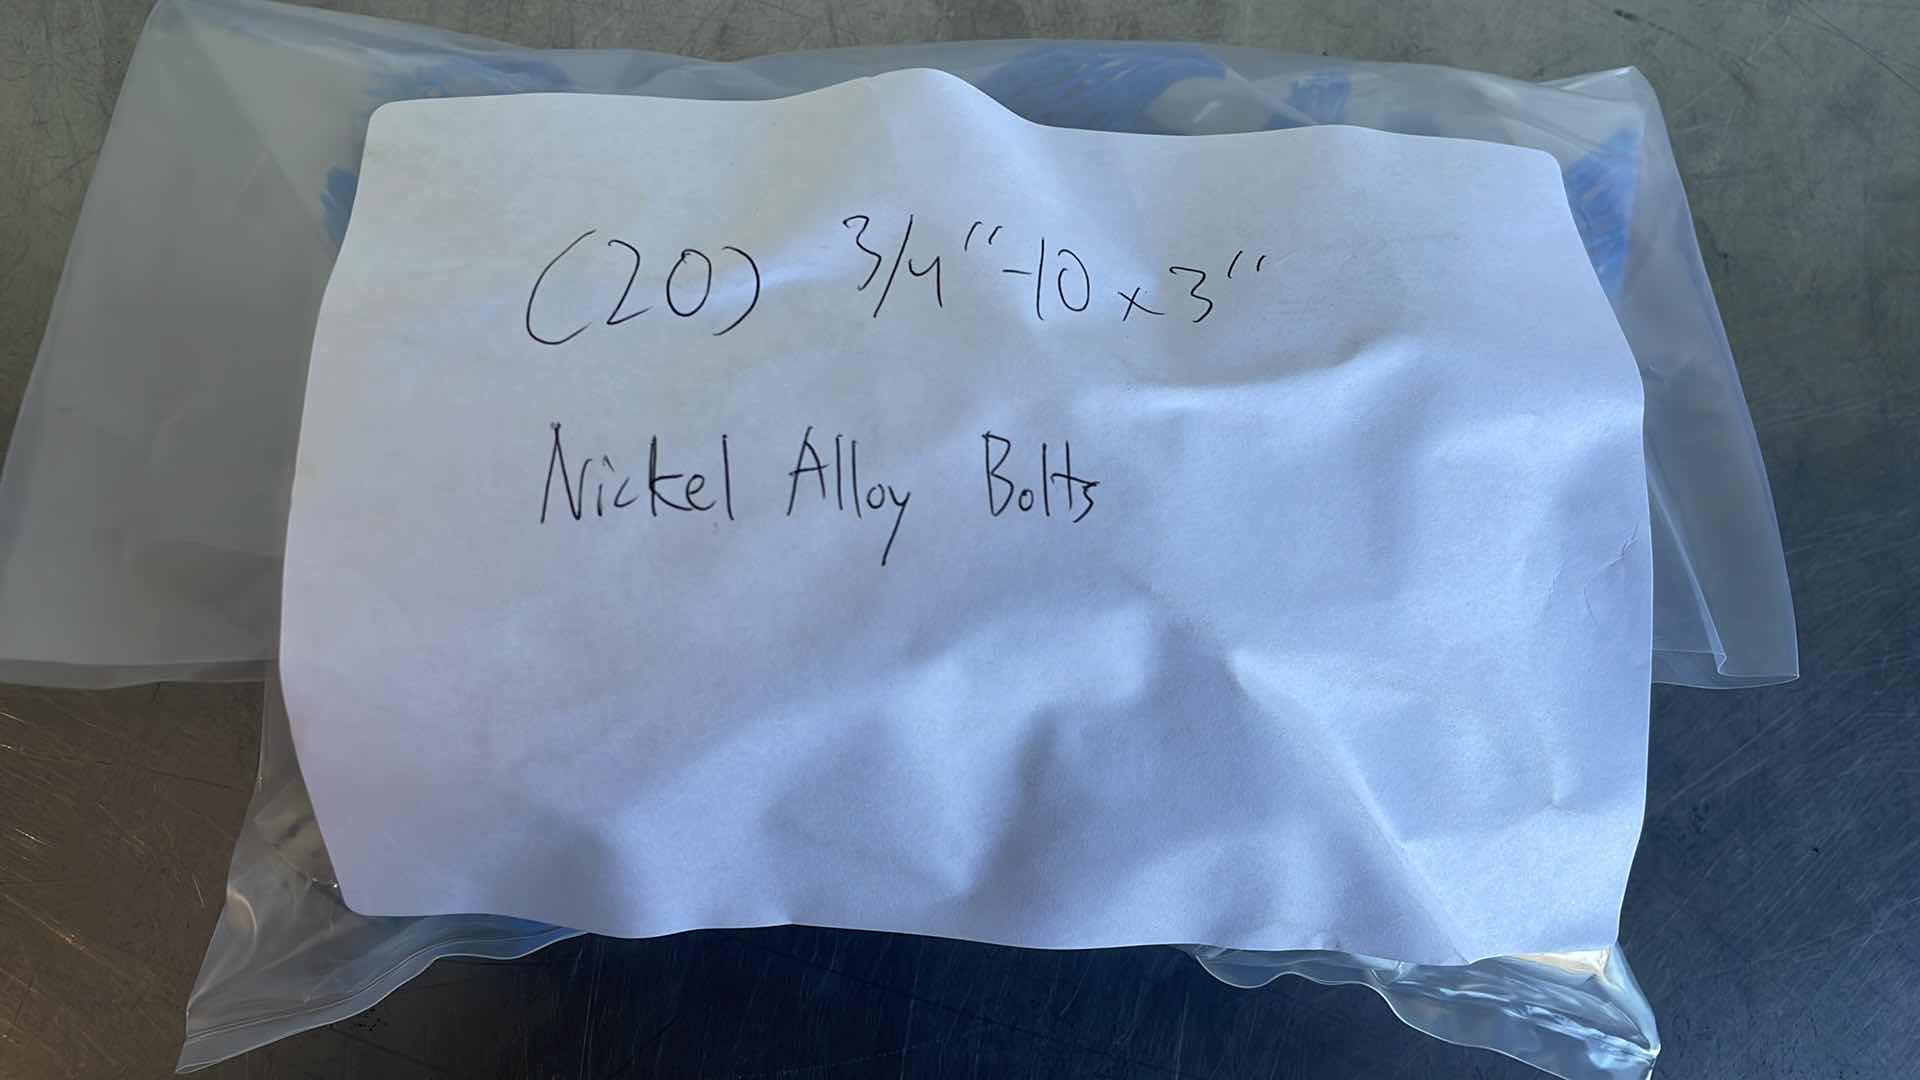 (20) 3/4"-10 x 3"
Nickel Alloy Bolts